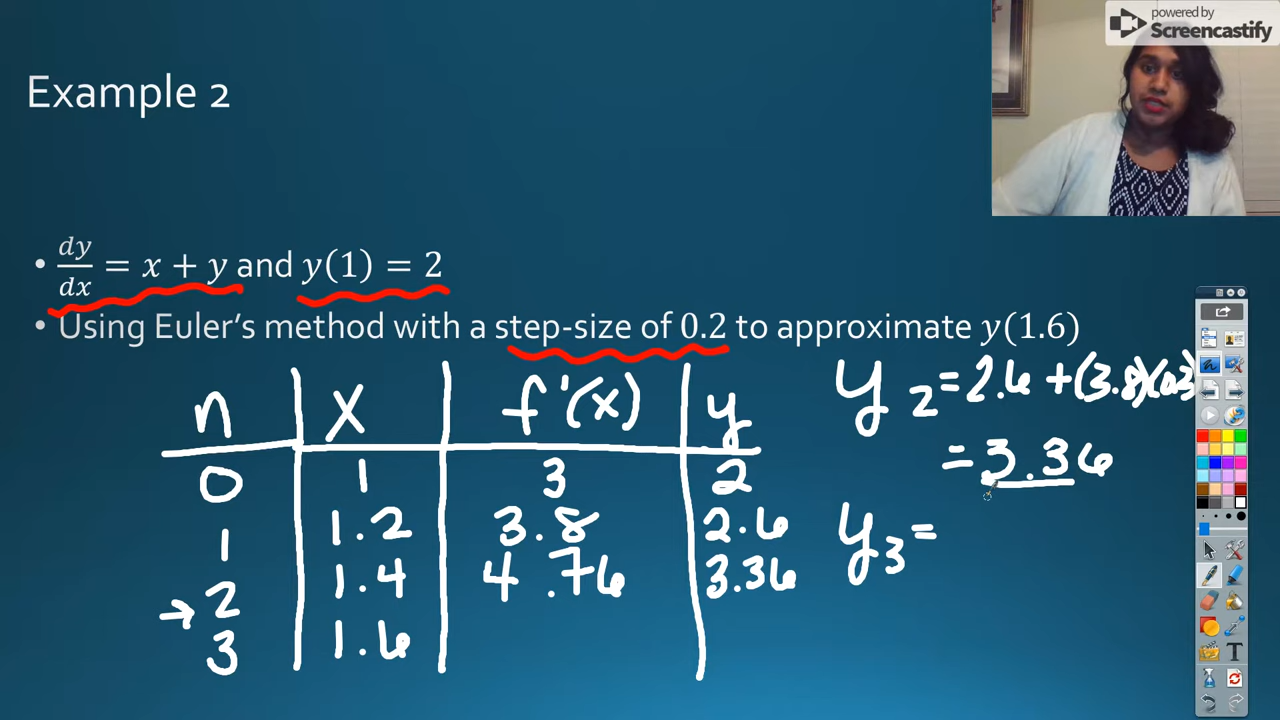 powered by
Screencastify
Example 2
• dy/dx = x + y and y(1) = 2
• Using Euler's method with a step-size of 0.2 to approximate y(1.6)
n x f'(x) y
0 1 3 2
1 1.2 3.8 2.6
→ 2 1.4 4.76 3.36
3 1.6
y2 = 2.6 + (3.8)(0.2)
= 3.36
y3 =
T